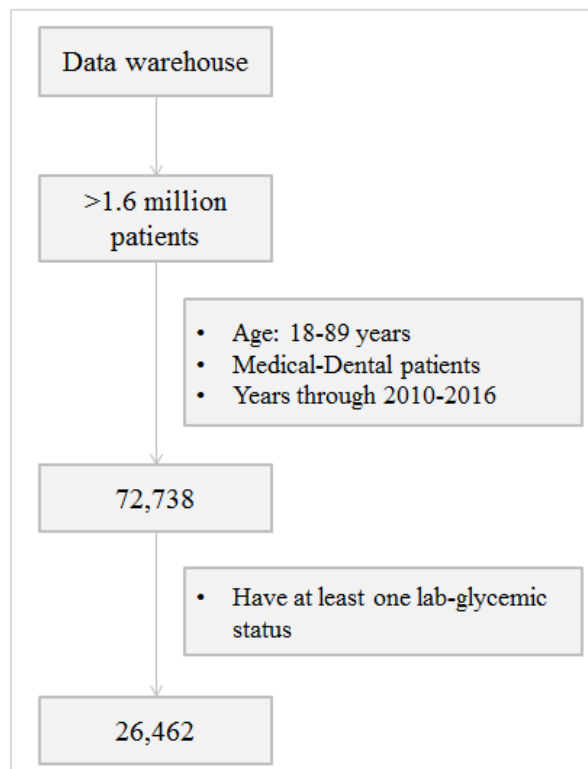 Data warehouse
>1.6 million
patients
• Age: 18-89 years
• Medical-Dental patients
• Years through 2010-2016
72,738
• Have at least one lab-glycemic
status
26,462